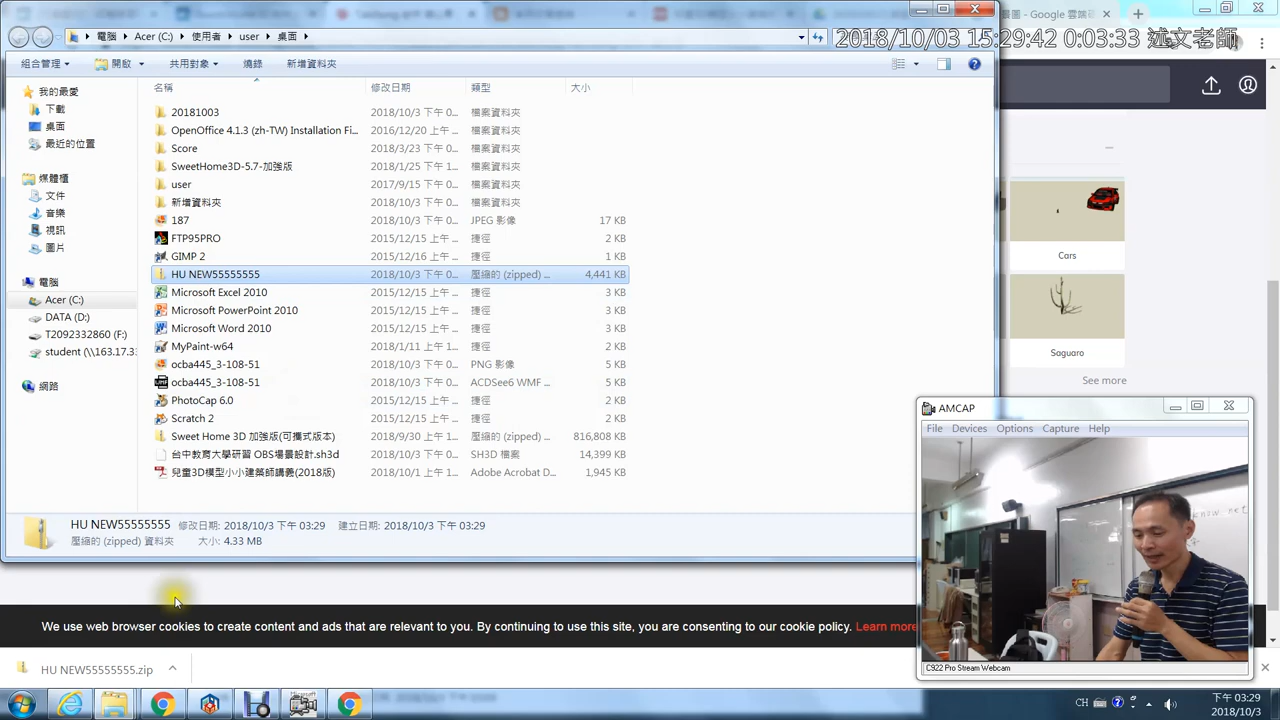 電腦 ▸ Acer (C:) ▸ 使用者 ▸ user ▸ 桌面 ▸
2018/10/03 15:29:42 0:03:33 述文老師
圖 - Google 雲端
組合管理 開啟 共用對象 燒錄 新增資料夾
名稱 修改日期 類型 大小
我的最愛
下載
桌面
最近的位置
媒體櫃
文件
音樂
視訊
圖片
電腦
Acer (C:)
DATA (D:)
T2092332860 (F:)
student (\\163.17.3
網路
20181003 2018/10/3 下午 0... 檔案資料夾
OpenOffice 4.1.3 (zh-TW) Installation Fi... 2016/12/20 上午 ... 檔案資料夾
Score 2018/3/23 下午 0... 檔案資料夾
SweetHome3D-5.7-加強版 2018/1/25 下午 1... 檔案資料夾
user 2017/9/15 下午 0... 檔案資料夾
新增資料夾 2018/10/3 下午 0... 檔案資料夾
187 2018/10/3 下午 0... JPEG 影像 17 KB
FTP95PRO 2015/12/15 上午 ... 捷徑 2 KB
GIMP 2 2015/12/16 上午 ... 捷徑 1 KB
HU NEW55555555 2018/10/3 下午 0... 壓縮的 (zipped) ... 4,441 KB
Microsoft Excel 2010 2015/12/15 上午 ... 捷徑 3 KB
Microsoft PowerPoint 2010 2015/12/15 上午 ... 捷徑 3 KB
Microsoft Word 2010 2015/12/15 上午 ... 捷徑 3 KB
MyPaint-w64 2018/1/11 上午 1... 捷徑 2 KB
ocba445_3-108-51 2018/10/3 下午 0... PNG 影像 5 KB
ocba445_3-108-51 2018/10/3 下午 0... ACDSee6 WMF ... 5 KB
PhotoCap 6.0 2015/12/15 上午 ... 捷徑 2 KB
Scratch 2 2015/12/15 上午 ... 捷徑 2 KB
Sweet Home 3D 加強版(可攜式版本) 2018/9/30 上午 1... 壓縮的 (zipped) ... 816,808 KB
台中教育大學研習 OBS場景設計.sh3d 2018/10/3 下午 0... SH3D 檔案 14,399 KB
兒童3D模型小小建築師講義(2018版) 2018/10/1 上午 1... Adobe Acrobat D... 1,945 KB
HU NEW55555555 修改日期: 2018/10/3 下午 03:29 建立日期: 2018/10/3 下午 03:29
壓縮的 (zipped) 資料夾 大小: 4.33 MB
Cars
Saguaro
See more
AMCAP
File Devices Options Capture Help
C922 Pro Stream Webcam
We use web browser cookies to create content and ads that are relevant to you. By continuing to use this site, you are consenting to our cookie policy. Learn more
HU NEW55555555.zip
CH
下午 03:29
2018/10/3